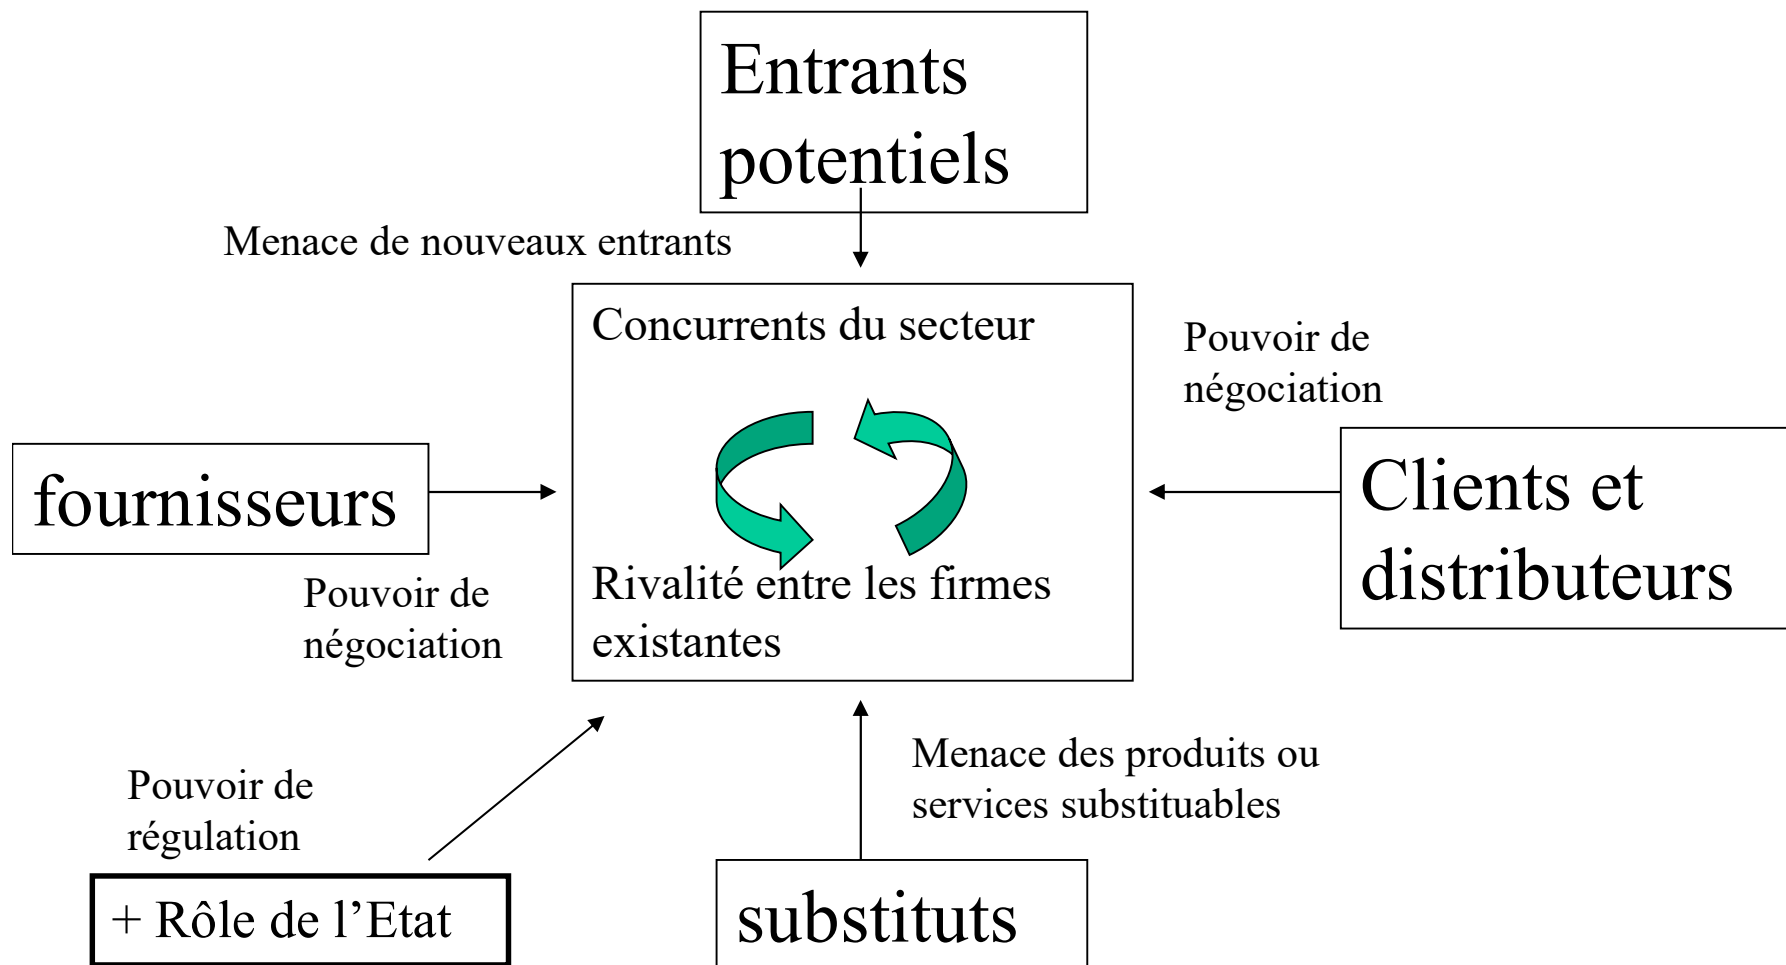 Entrants
potentiels
Menace de nouveaux entrants
Concurrents du secteur
Pouvoir de
négociation
fournisseurs
Clients et
distributeurs
Pouvoir de
négociation
Rivalité entre les firmes
existantes
Pouvoir de
régulation
Menace des produits ou
services substituables
+ Rôle de l’Etat
substituts